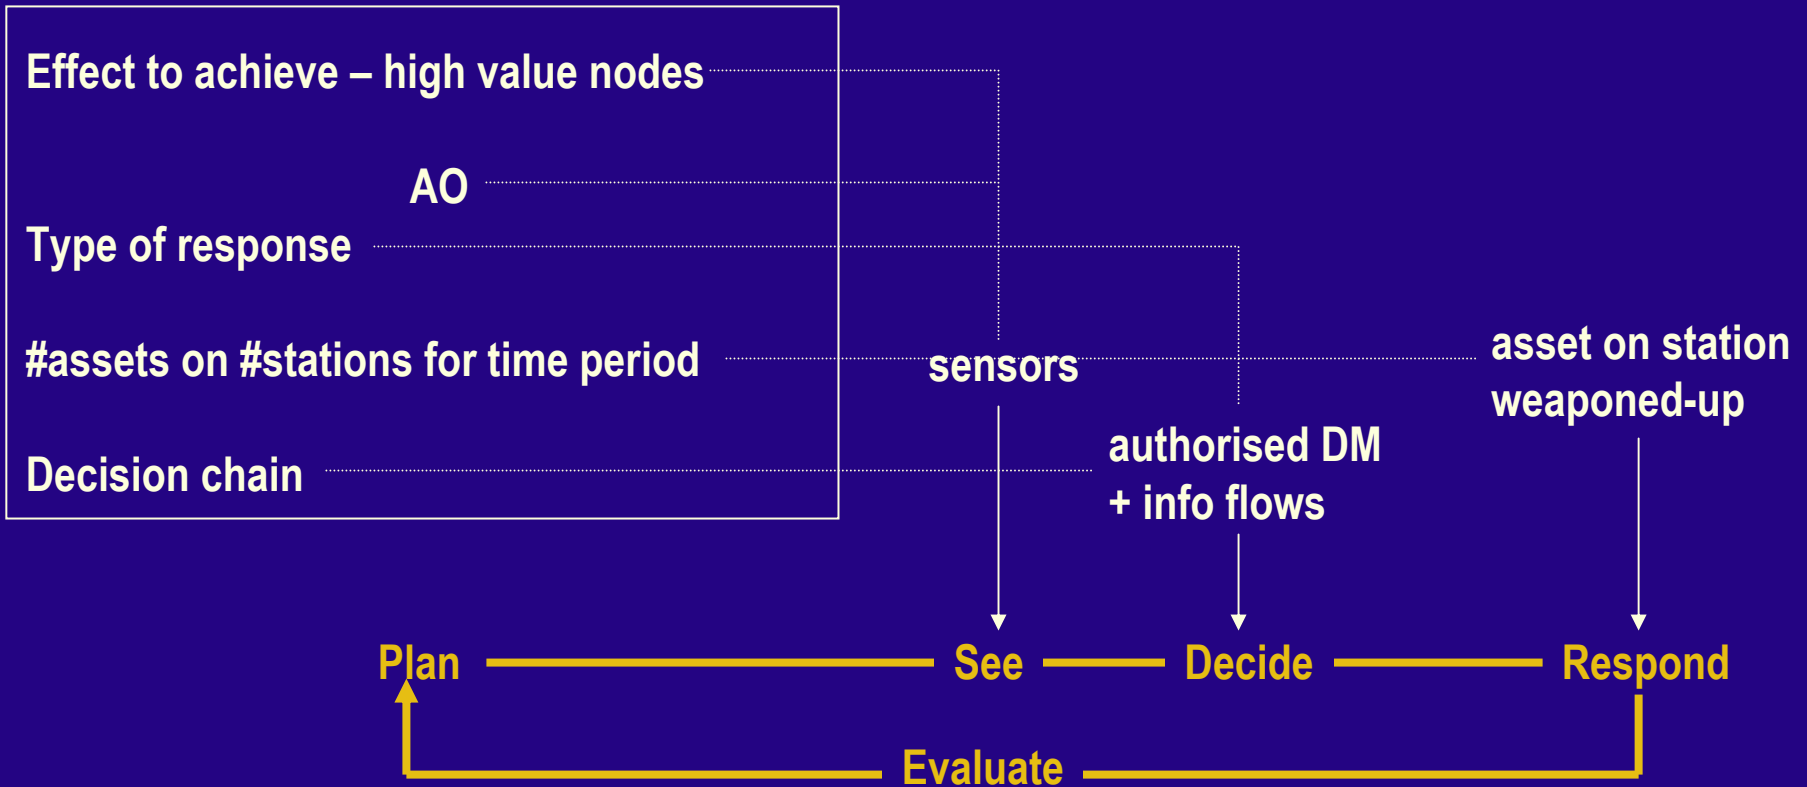 Effect to achieve – high value nodes
AO
Type of response
#assets on #stations for time period
Decision chain
sensors
authorised DM
+ info flows
asset on station
weaponed-up
Plan
See
Decide
Respond
Evaluate